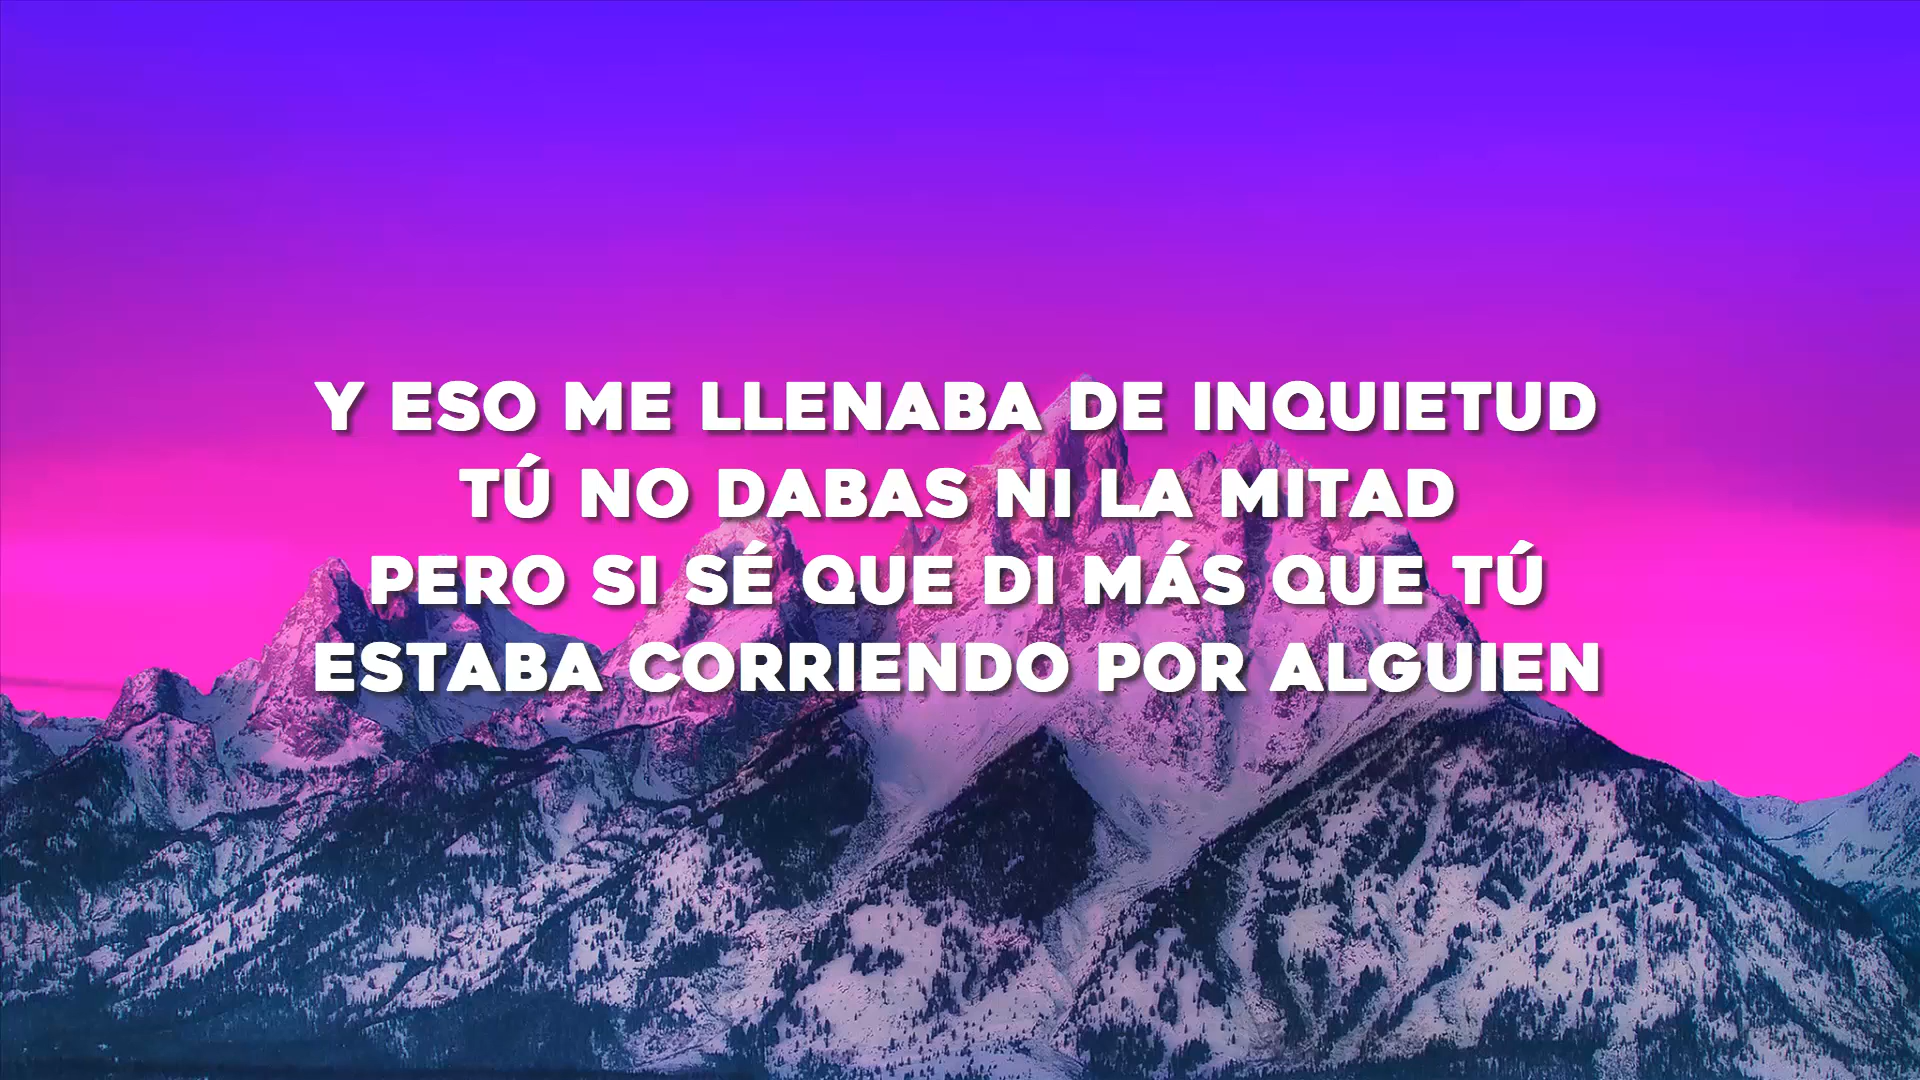 Y ESO ME LLENABA DE INQUIETUD
TÚ NO DABAS NI LA MITAD
PERO SI SÉ QUE DI MÁS QUE TÚ
ESTABA CORRIENDO POR ALGUIEN